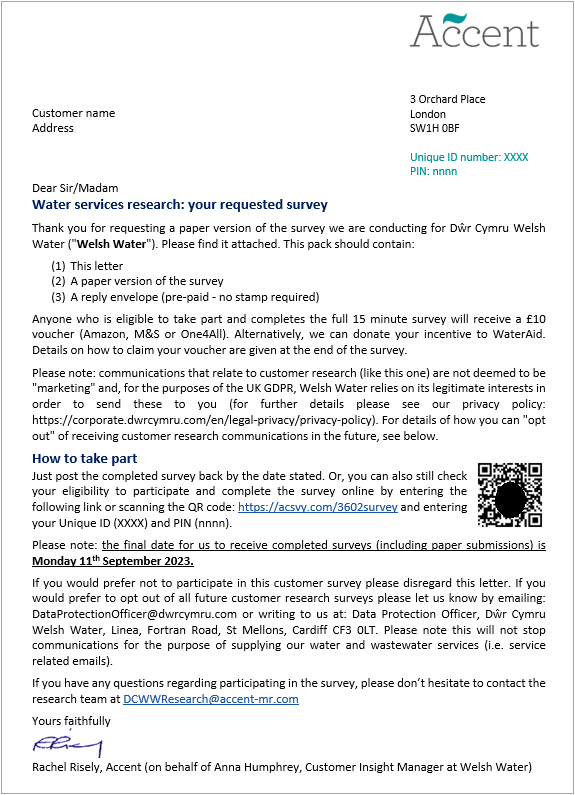 Accent
3 Orchard Place
Customer name
London
Address
SW1H 0BF
Unique ID number: XXXX
PIN: nnnn
Dear Sir/Madam
Water services research: your requested survey
Thank you for requesting a paper version of the survey we are conducting for Dŵr Cymru Welsh
Water ("Welsh Water"). Please find it attached. This pack should contain:
(1) This letter
(2) A paper version of the survey
(3) A reply envelope (pre-paid - no stamp required)
Anyone who is eligible to take part and completes the full 15 minute survey will receive a £10
voucher (Amazon, M&S or One4All). Alternatively, we can donate your incentive to WaterAid.
Details on how to claim your voucher are given at the end of the survey.
Please note: communications that relate to customer research (like this one) are not deemed to be
"marketing" and, for the purposes of the UK GDPR, Welsh Water relies on its legitimate interests in
order to send these to you (for further details please see our privacy policy:
https://corporate.dwrcymru.com/en/legal-privacy/privacy-policy). For details of how you can "opt
out" of receiving customer research communications in the future, see below.
How to take part
Just post the completed survey back by the date stated. Or, you can also still check
your eligibility to participate and complete the survey online by entering the
following link or scanning the QR code: https://acsvy.com/3602survey and entering
your Unique ID (XXXX) and PIN (nnnn).
Please note: the final date for us to receive completed surveys (including paper submissions) is
Monday 11th September 2023.
If you would prefer not to participate in this customer survey please disregard this letter. If you
would prefer to opt out of all future customer research surveys please let us know by emailing:
DataProtectionOfficer@dwrcymru.com or writing to us at: Data Protection Officer, Dŵr Cymru
Welsh Water, Linea, Fortran Road, St Mellons, Cardiff CF3 0LT. Please note this will not stop
communications for the purpose of supplying our water and wastewater services (i.e. service
related emails).
If you have any questions regarding participating in the survey, please don't hesitate to contact the
research team at DCWWResearch@accent-mr.com
Yours faithfully
Rachel Risely, Accent (on behalf of Anna Humphrey, Customer Insight Manager at Welsh Water)